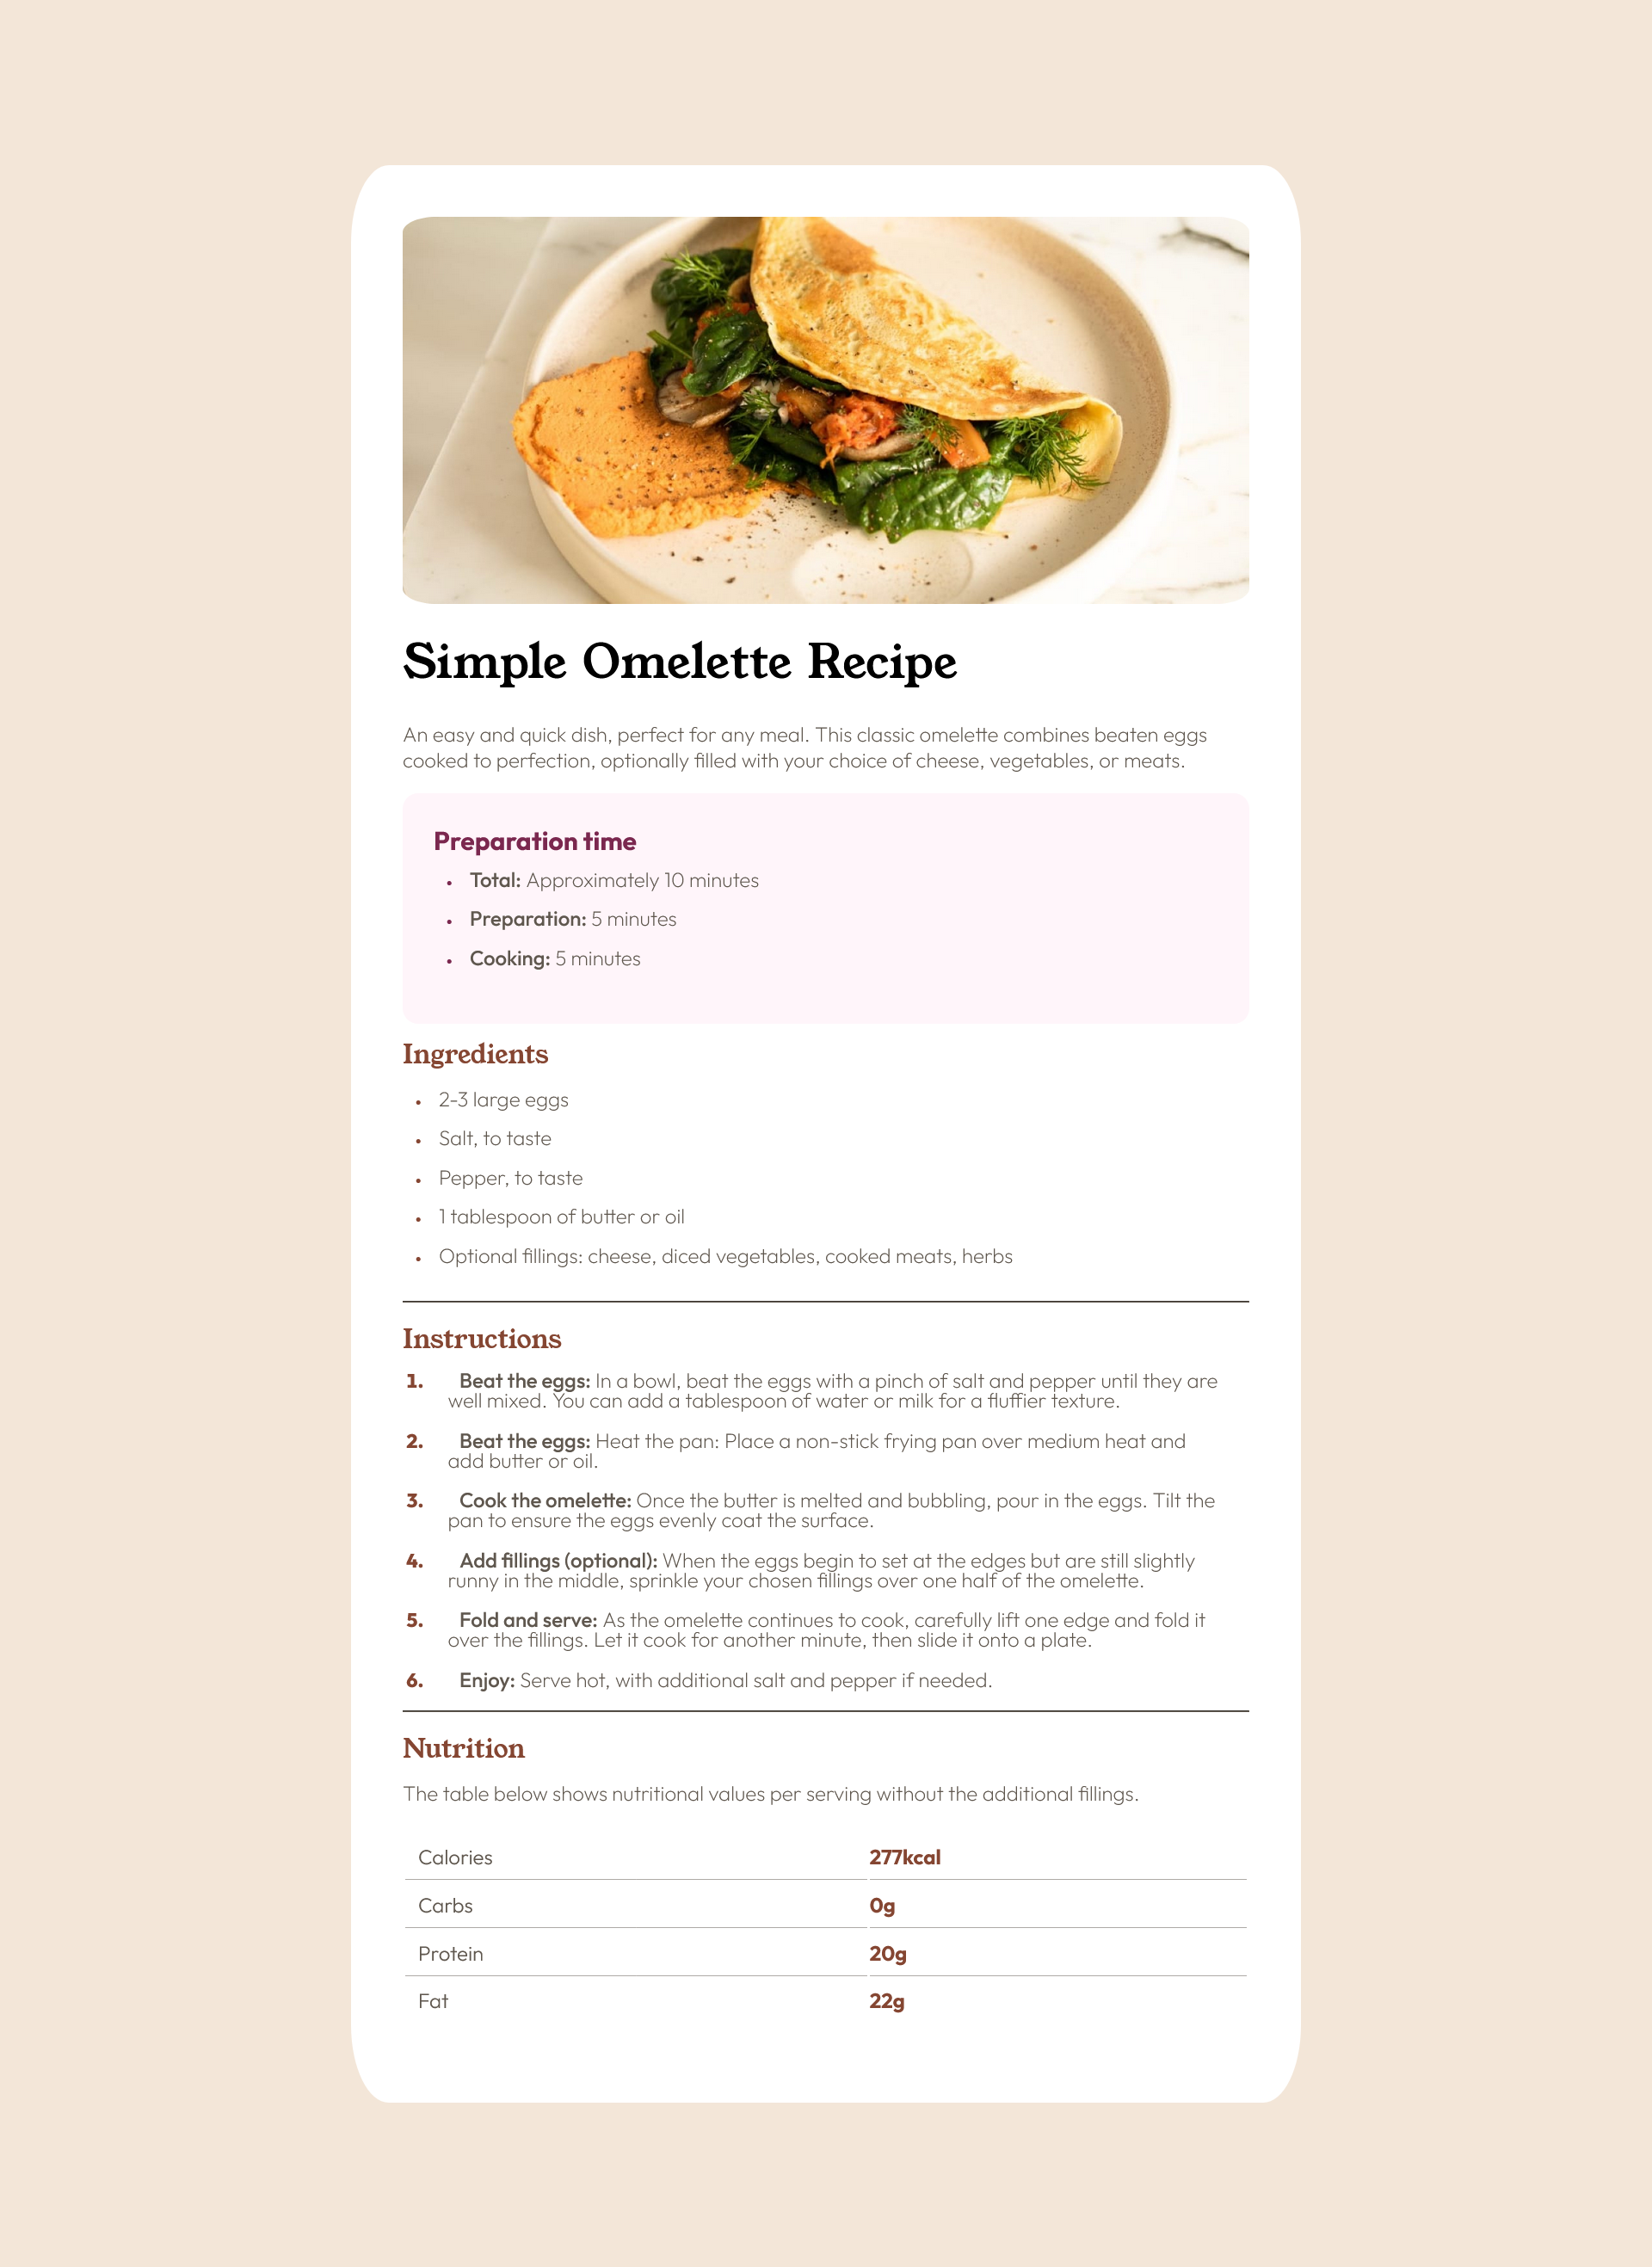 Simple Omelette Recipe
An easy and quick dish, perfect for any meal. This classic omelette combines beaten eggs
cooked to perfection, optionally filled with your choice of cheese, vegetables, or meats.
Preparation time
• Total: Approximately 10 minutes
• Preparation: 5 minutes
• Cooking: 5 minutes
Ingredients
• 2-3 large eggs
• Salt, to taste
• Pepper, to taste
• 1 tablespoon of butter or oil
• Optional fillings: cheese, diced vegetables, cooked meats, herbs
Instructions
1. Beat the eggs: In a bowl, beat the eggs with a pinch of salt and pepper until they are
well mixed. You can add a tablespoon of water or milk for a fluffier texture.
2. Beat the eggs: Heat the pan: Place a non-stick frying pan over medium heat and
add butter or oil.
3. Cook the omelette: Once the butter is melted and bubbling, pour in the eggs. Tilt the
pan to ensure the eggs evenly coat the surface.
4. Add fillings (optional): When the eggs begin to set at the edges but are still slightly
runny in the middle, sprinkle your chosen fillings over one half of the omelette.
5. Fold and serve: As the omelette continues to cook, carefully lift one edge and fold it
over the fillings. Let it cook for another minute, then slide it onto a plate.
6. Enjoy: Serve hot, with additional salt and pepper if needed.
Nutrition
The table below shows nutritional values per serving without the additional fillings.
Calories 277kcal
Carbs 0g
Protein 20g
Fat 22g